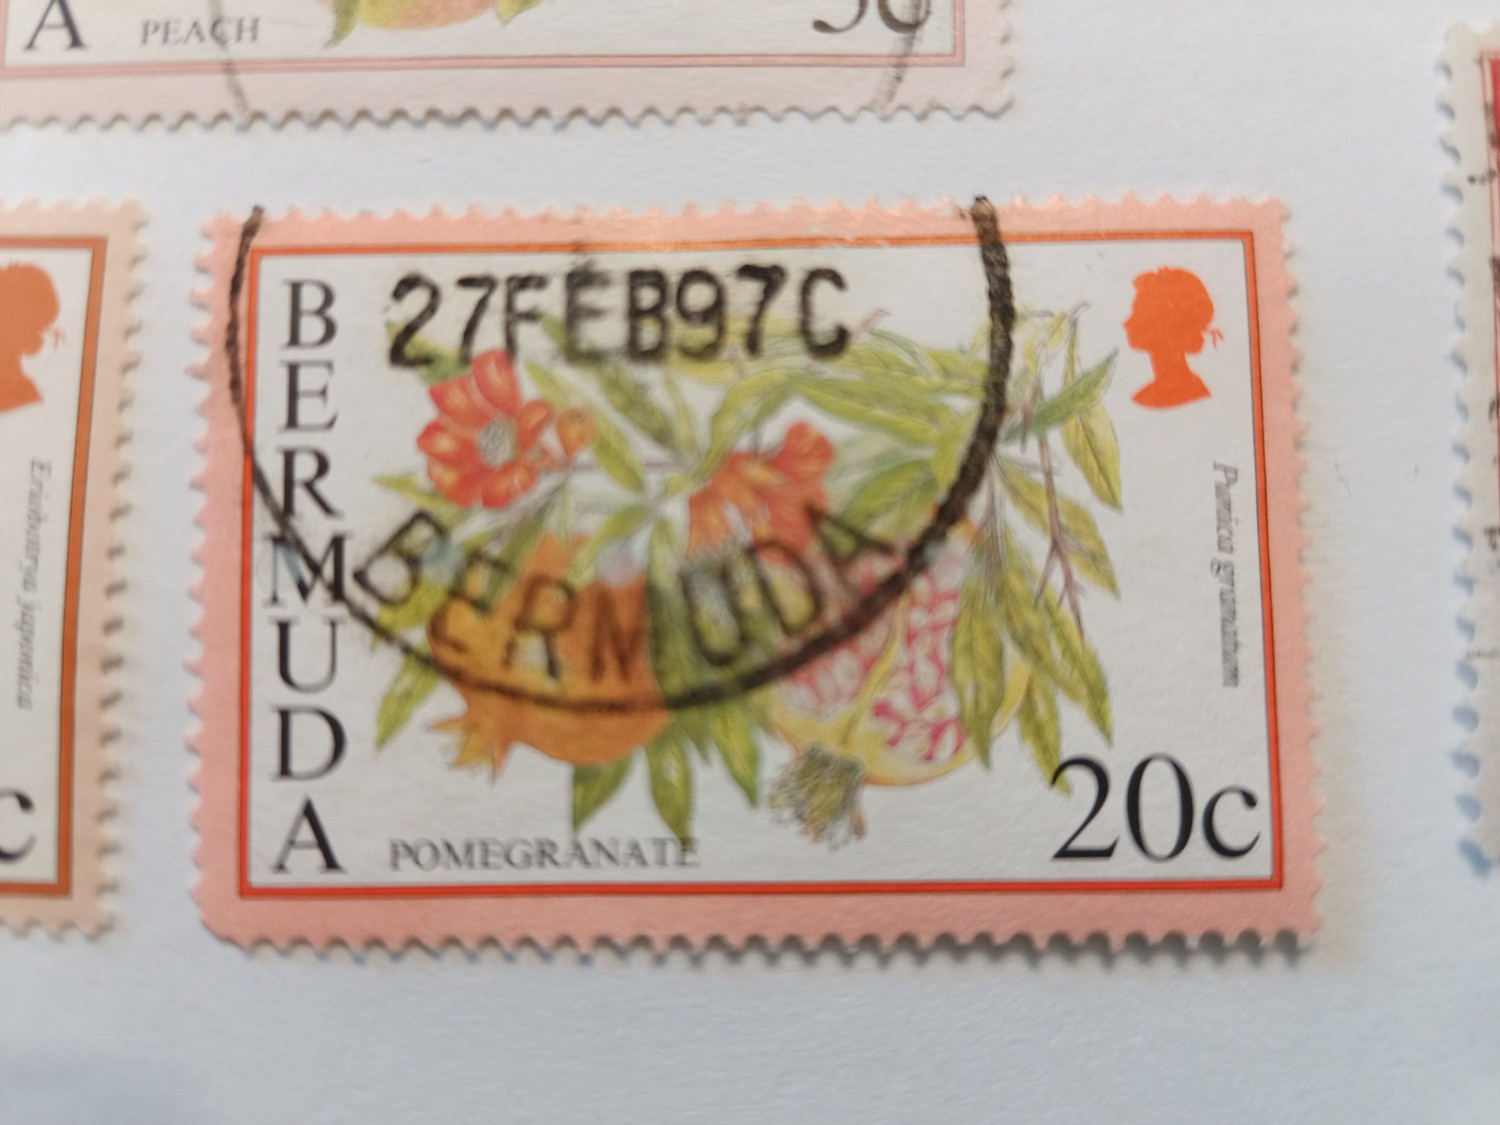 A PEACH
27FEB97C
BERMUDA
BERMUDA
Punica granatum
20c
POMEGRANATE
Eriobotrya japonica
c